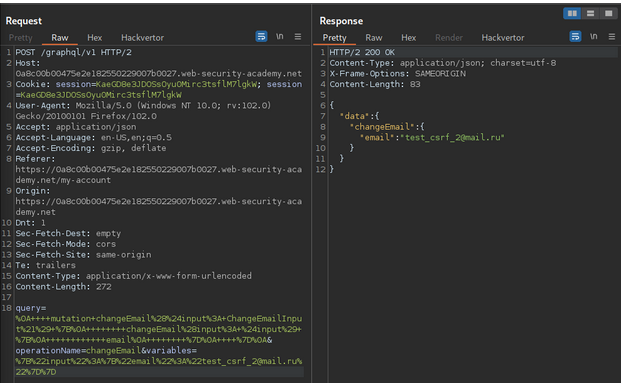 Request
Pretty Raw Hex Hackvertor
\n
1 POST /graphql/v1 HTTP/2
2 Host:
0a8c00b00475e2e182550229007b0027.web-security-academy.net
3 Cookie: session=KaeGD8e3JDOSsOyuOMirc3tsflM7lgkW; session
=KaeGD8e3JDOSsOyuOMirc3tsflM7lgkW
4 User-Agent: Mozilla/5.0 (Windows NT 10.0; rv:102.0)
Gecko/20100101 Firefox/102.0
5 Accept: application/json
6 Accept-Language: en-US,en;q=0.5
7 Accept-Encoding: gzip, deflate
8 Referer:
https://0a8c00b00475e2e182550229007b0027.web-security-aca
demy.net/my-account
9 Origin:
https://0a8c00b00475e2e182550229007b0027.web-security-aca
demy.net
10 Dnt: 1
11 Sec-Fetch-Dest: empty
12 Sec-Fetch-Mode: cors
13 Sec-Fetch-Site: same-origin
14 Te: trailers
15 Content-Type: application/x-www-form-urlencoded
16 Content-Length: 272
17
18 query=
%0A++++mutation+changeEmail%28%24input%3A+ChangeEmailInpu
t%21%29+%7B%0A++++++++changeEmail%28input%3A+%24input%29+
%7B%0A++++++++++++email%0A++++++++%7D%0A++++%7D%0A&
operationName=changeEmail&variables=
%7B%22input%22%3A%7B%22email%22%3A%22test_csrf_2@mail.ru%
22%7D%7D
Response
Pretty Raw Hex Render Hackvertor
\n
1 HTTP/2 200 OK
2 Content-Type: application/json; charset=utf-8
3 X-Frame-Options: SAMEORIGIN
4 Content-Length: 83
5
6 {
7 "data":{
8 "changeEmail":{
9 "email":"test_csrf_2@mail.ru"
10 }
11 }
12 }